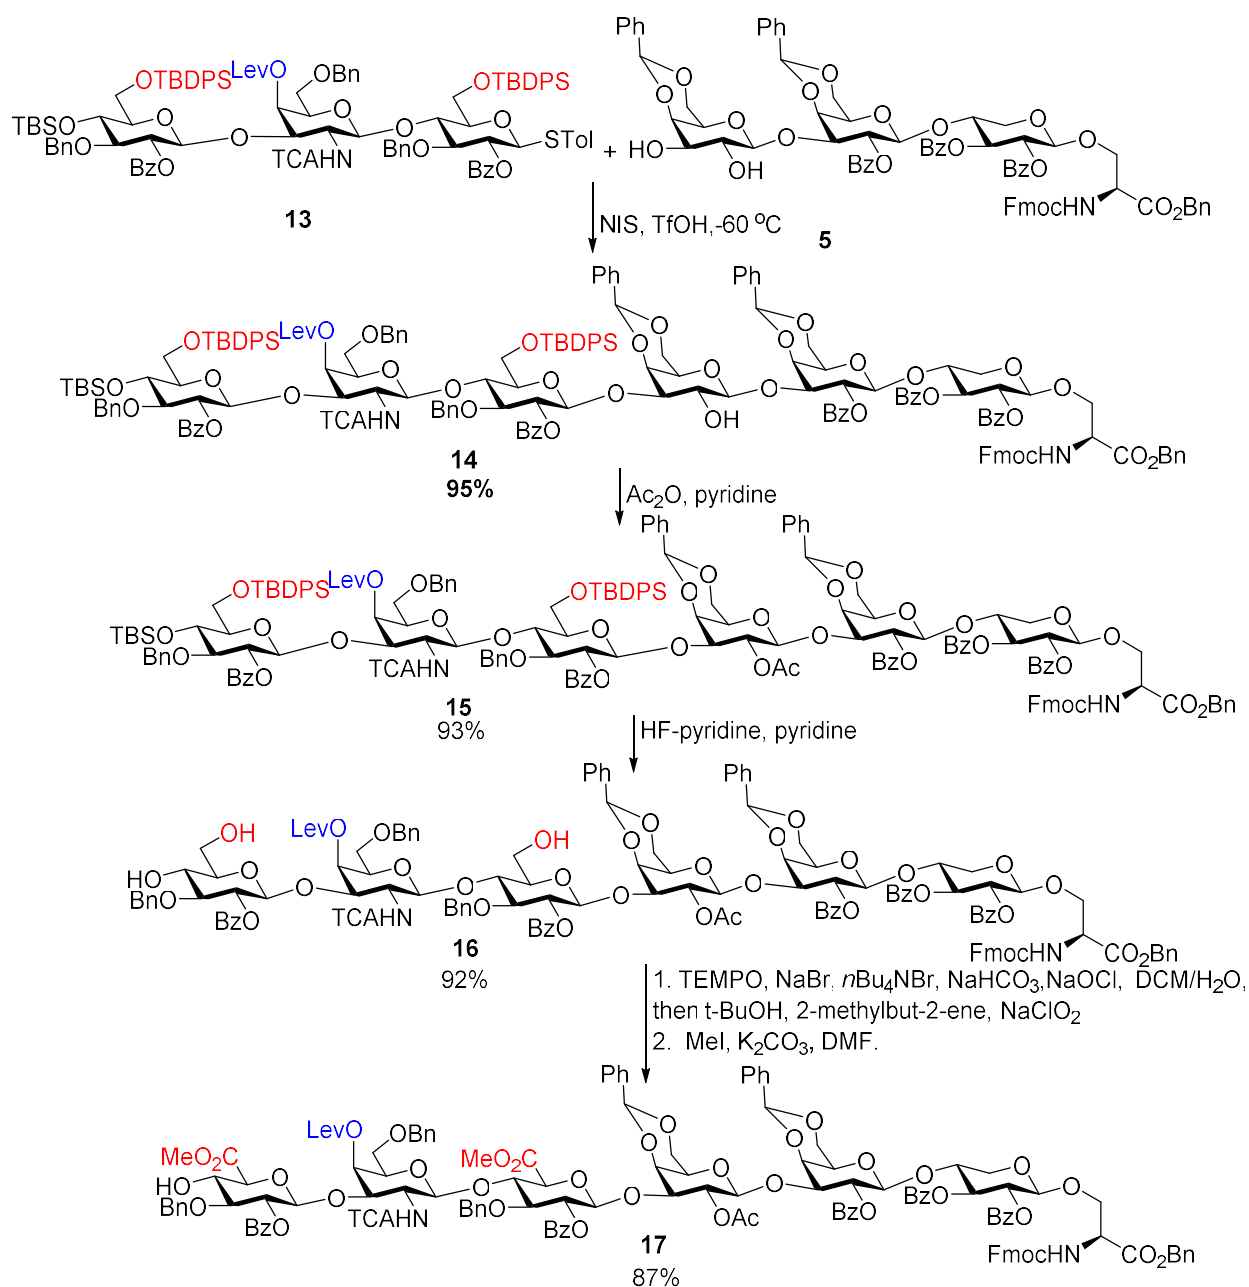 Ph
Ph
OTBDPS
LevO
OBn
OTBDPS
O
O
O
O
TBSO
BnO
O
O
BzO
O
TCAHN
O
O
BnO
O
BzO
STol
+
HO
O
OH
O
O
BzO
O
O
BzO
BzO
O
FmocHN
CO2Bn
13
NIS, TfOH,-60 oC
5
Ph
Ph
OTBDPS
LevO
OBn
OTBDPS
O
O
O
O
TBSO
BnO
O
BzO
O
O
TCAHN
O
O
BnO
BzO
O
O
OH
O
O
BzO
O
O
BzO
BzO
O
O
FmocHN
CO2Bn
14
95%
Ac2O, pyridine
Ph
Ph
OTBDPS
LevO
OBn
OTBDPS
O
O
O
O
TBSO
BnO
O
BzO
O
O
TCAHN
O
O
BnO
BzO
O
O
OAc
O
O
BzO
O
O
BzO
BzO
O
O
FmocHN
CO2Bn
15
93%
HF-pyridine, pyridine
Ph
Ph
OH
LevO
OBn
OH
O
O
O
O
HO
BnO
O
BzO
O
O
TCAHN
O
O
BnO
BzO
O
O
OAc
O
O
BzO
O
O
BzO
BzO
O
O
FmocHN
CO2Bn
16
92%
1. TEMPO, NaBr, nBu4NBr, NaHCO3,NaOCl, DCM/H2O,
then t-BuOH, 2-methylbut-2-ene, NaClO2
2. MeI, K2CO3, DMF.
Ph
Ph
MeO2C
LevO
OBn
MeO2C
O
O
O
O
HO
BnO
O
BzO
O
O
TCAHN
O
O
BnO
BzO
O
O
OAc
O
O
BzO
O
O
BzO
BzO
O
O
FmocHN
CO2Bn
17
87%